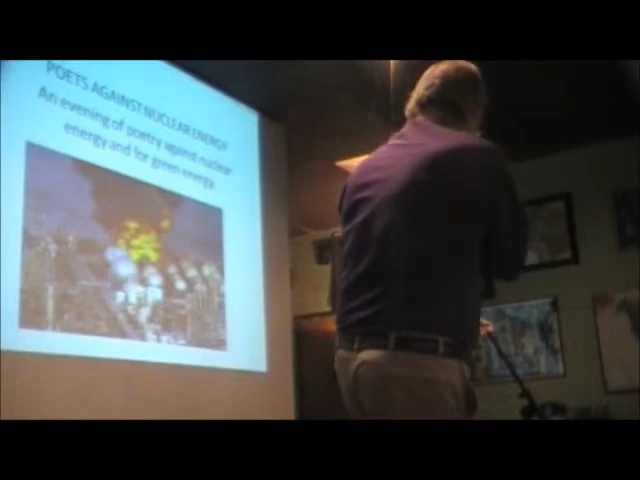 POETS AGAINST NUCLEAR ENERGY
An evening of poetry against nuclear
energy and for green energy